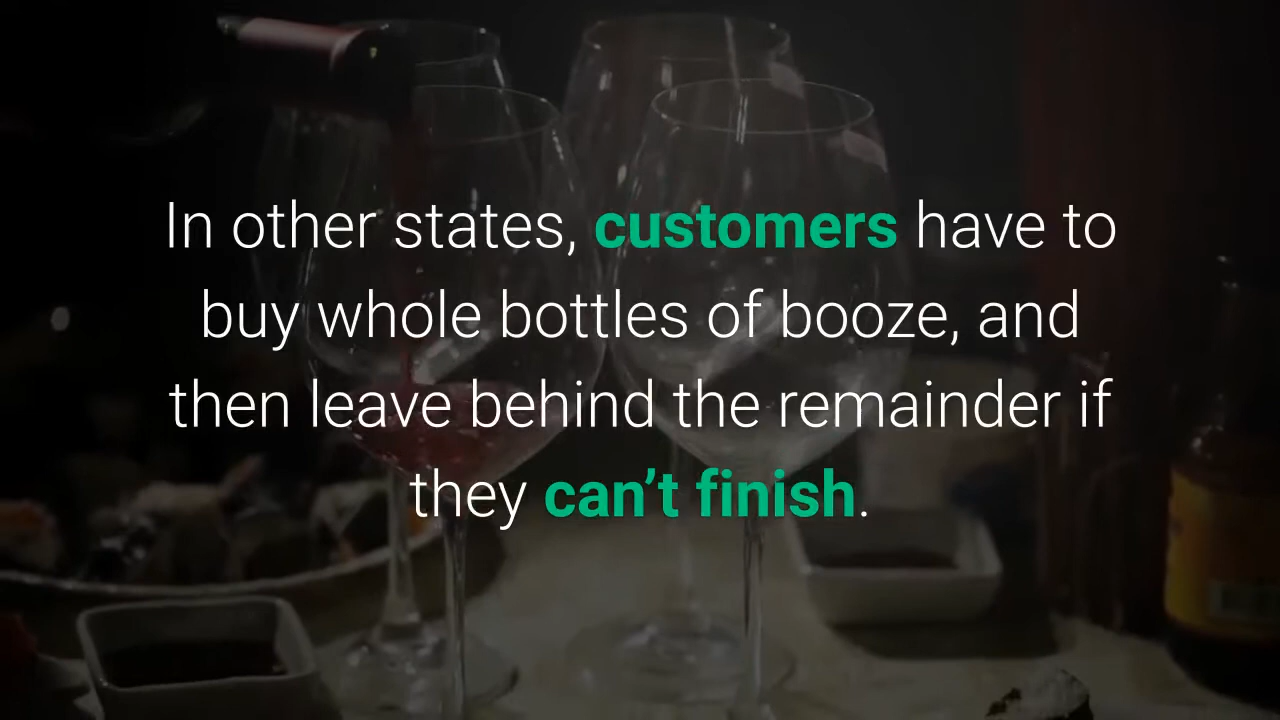 In other states, customers have to
buy whole bottles of booze, and
then leave behind the remainder if
they can’t finish.